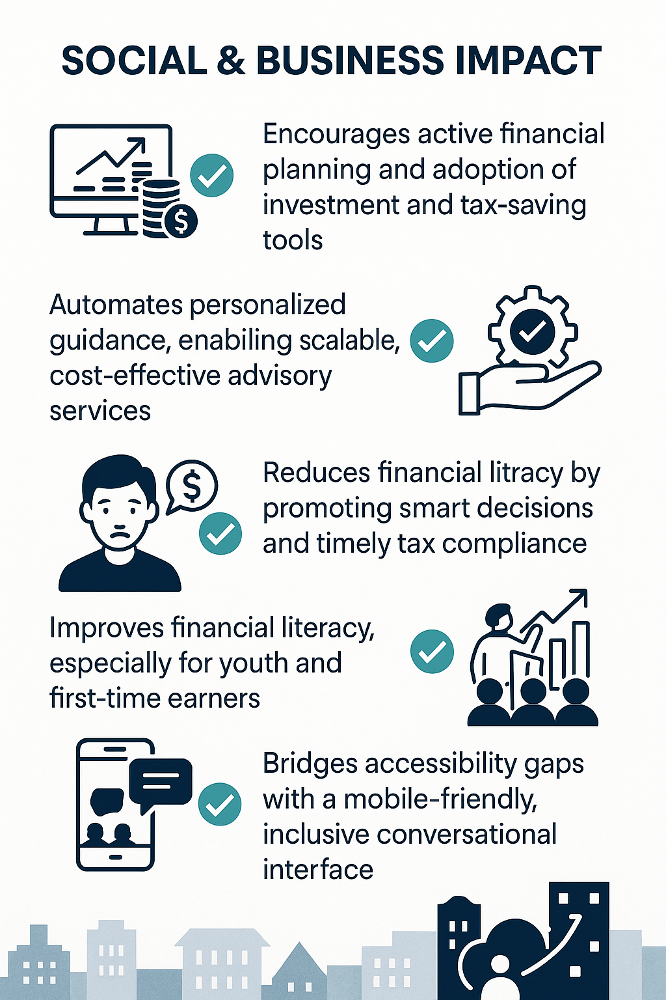 SOCIAL & BUSINESS IMPACT
Encourages active financial
planning and adoption of
investment and tax-saving
tools
$
Automates personalized
guidance, enabiling scalable,
cost-effective advisory
services
$
Reduces financial litracy by
promoting smart decisions
and timely tax compliance
Improves financial literacy,
especially for youth and
first-time earners
Bridges accessibility gaps
with a mobile-friendly,
inclusive conversational
interface